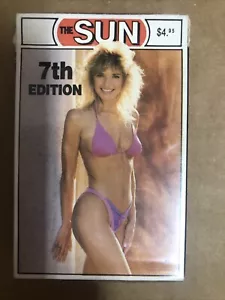 THE SUN $4.95
7th
EDITION